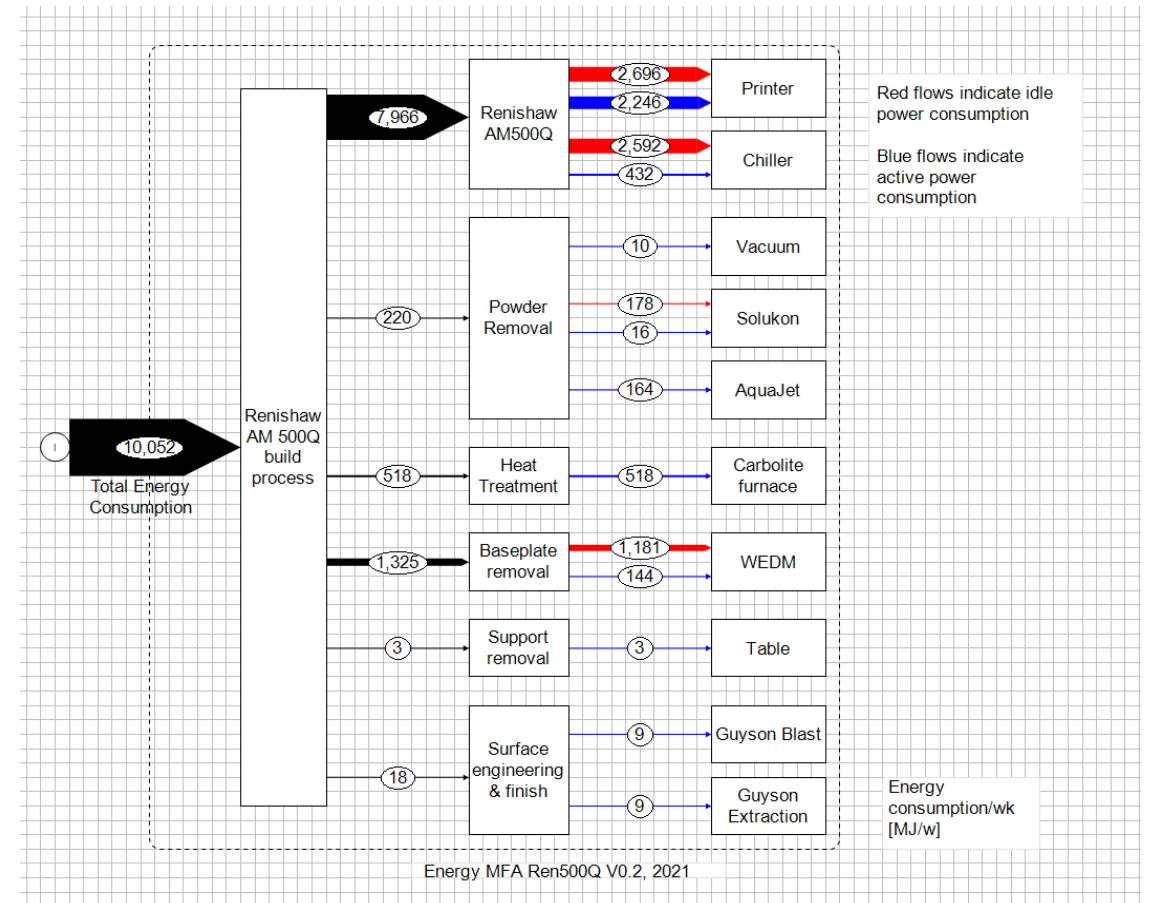 2,696
Printer
2,246
Red flows indicate idle
power consumption
7,966
Renishaw
AM500Q
2,592
Chiller
432
Blue flows indicate
active power
consumption
10
Vacuum
220
Powder
Removal
178
16
Solukon
164
AquaJet
I
10,052
Total Energy
Consumption
Renishaw
AM 500Q
build
process
518
Heat
Treatment
518
Carbolite
furnace
1,325
Baseplate
removal
1,181
144
WEDM
3
Support
removal
3
Table
18
Surface
engineering
& finish
9
Guyson Blast
9
Guyson
Extraction
Energy
consumption/wk
[MJ/w]
Energy MFA Ren500Q V0.2, 2021